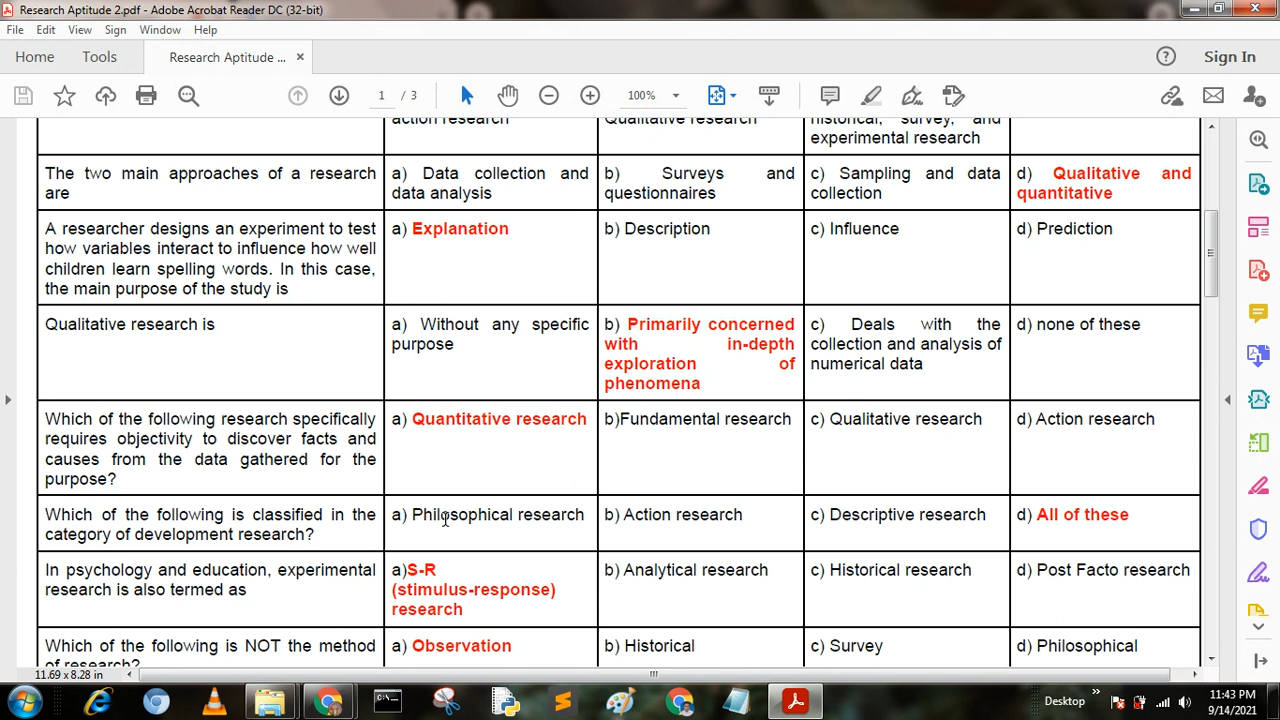 Research Aptitude 2.pdf - Adobe Acrobat Reader DC (32-bit)
File Edit View Sign Window Help
Home Tools Research Aptitude ... × Sign In
1 / 3 100%
action research Qualitative research historical, survey, and
experimental research
The two main approaches of a research
are
a) Data collection and
data analysis
b) Surveys and
questionnaires
c) Sampling and data
collection
d) Qualitative and
quantitative
A researcher designs an experiment to test
how variables interact to influence how well
children learn spelling words. In this case,
the main purpose of the study is
a) Explanation
b) Description
c) Influence
d) Prediction
Qualitative research is
a) Without any specific
purpose
b) Primarily concerned
with in-depth
exploration of
phenomena
c) Deals with the
collection and analysis of
numerical data
d) none of these
Which of the following research specifically
requires objectivity to discover facts and
causes from the data gathered for the
purpose?
a) Quantitative research
b)Fundamental research
c) Qualitative research
d) Action research
Which of the following is classified in the
category of development research?
a) Philosophical research
b) Action research
c) Descriptive research
d) All of these
In psychology and education, experimental
research is also termed as
a)S-R
(stimulus-response)
research
b) Analytical research
c) Historical research
d) Post Facto research
Which of the following is NOT the method
of research?
a) Observation
b) Historical
c) Survey
d) Philosophical
11.69 x 8.28 in
Desktop
11:43 PM
9/14/2021